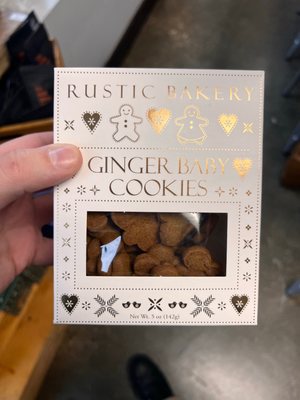 RUSTIC BAKERY
GINGER BABY
COOKIES
Net Wt. 5 oz (142g)